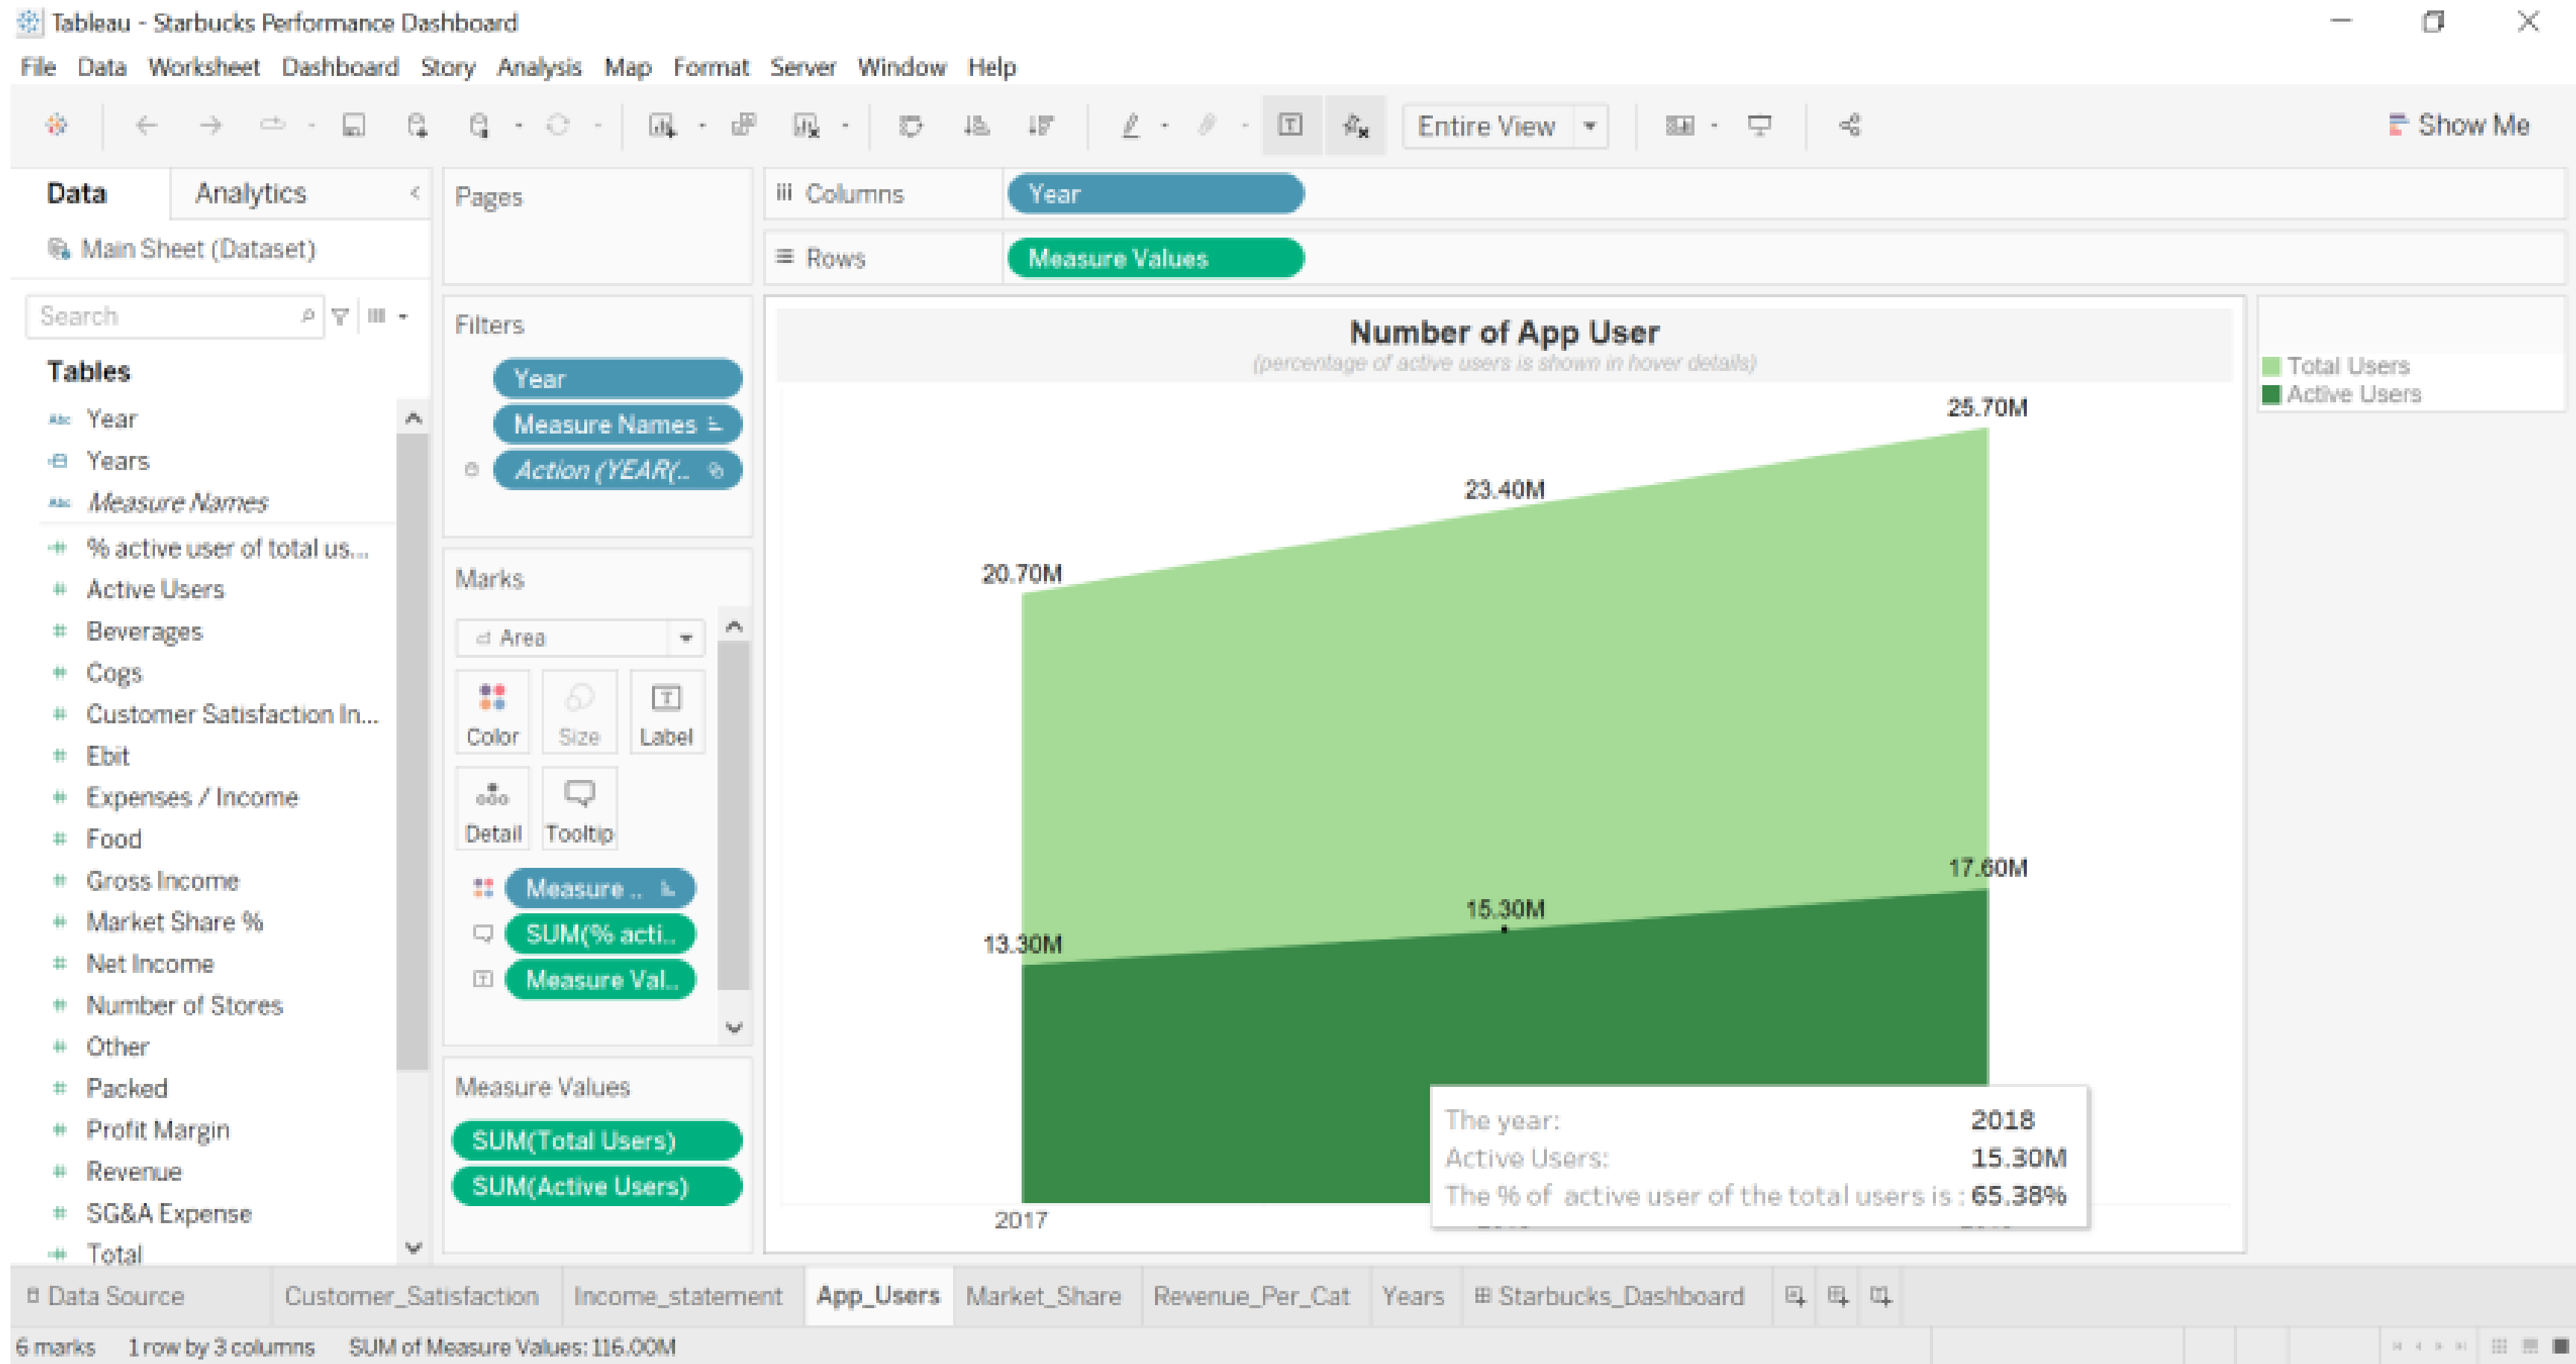 Tableau - Starbucks Performance Dashboard
File Data Worksheet Dashboard Story Analysis Map Format Server Window Help
Entire View
Show Me
Data Analytics
Main Sheet (Dataset)
Search
Tables
Abc Year
Years
Abc Measure Names
% active user of total us...
Active Users
Beverages
Cogs
Customer Satisfaction In...
Ebit
Expenses / Income
Food
Gross Income
Market Share %
Net Income
Number of Stores
Other
Packed
Profit Margin
Revenue
SG&A Expense
Total
Pages
Filters
Year
Measure Names
Action (YEAR(..
Marks
Area
Color Size Label
Detail Tooltip
Measure ..
SUM(% acti..
Measure Val..
Measure Values
SUM(Total Users)
SUM(Active Users)
Columns Year
Rows Measure Values
Number of App User
(percentage of active users is shown in hover details)
25.70M
23.40M
20.70M
17.60M
15.30M
13.30M
The year: 2018
Active Users: 15.30M
The % of active user of the total users is : 65.38%
2017
Total Users
Active Users
Data Source Customer_Satisfaction Income_statement App_Users Market_Share Revenue_Per_Cat Years Starbucks_Dashboard
6 marks 1 row by 3 columns SUM of Measure Values: 116.00M